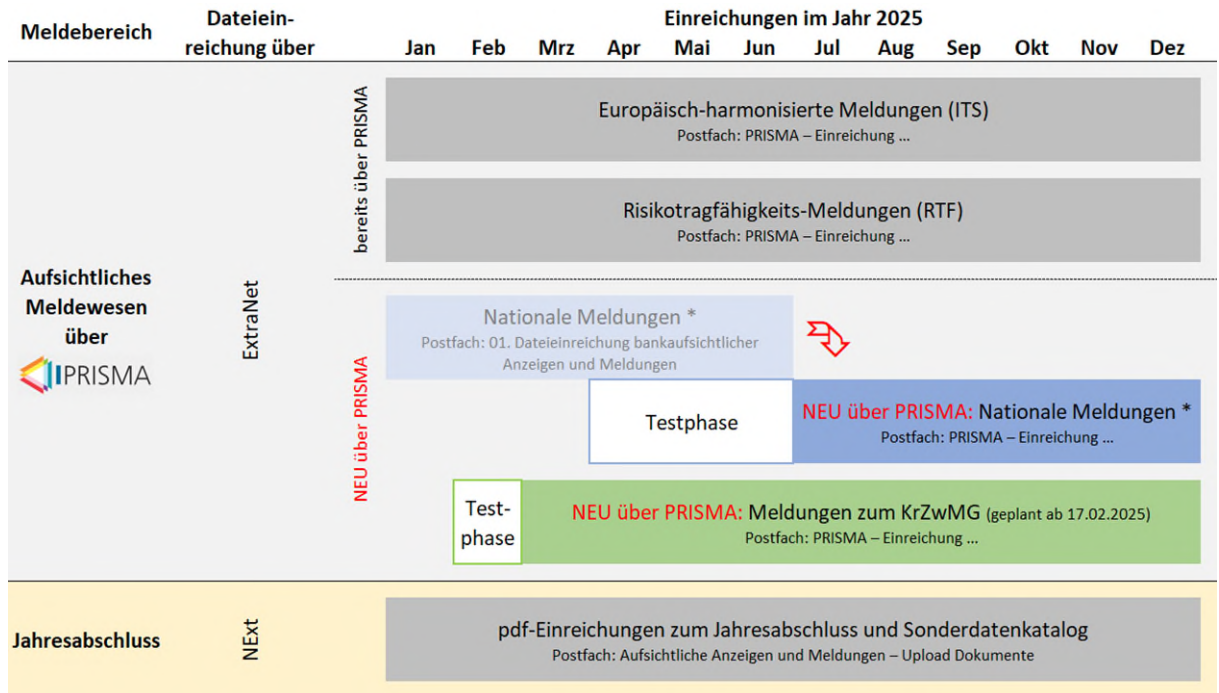 Meldebereich
Dateiein-
reichung über
Einreichungen im Jahr 2025
Jan Feb Mrz Apr Mai Jun Jul Aug Sep Okt Nov Dez
Aufsichtliches
Meldewesen
über
PRISMA
ExtraNet
bereits über PRISMA
Europäisch-harmonisierte Meldungen (ITS)
Postfach: PRISMA – Einreichung ...
Risikotragfähigkeits-Meldungen (RTF)
Postfach: PRISMA – Einreichung ...
NEU über PRISMA
Nationale Meldungen *
Postfach: 01. Dateieinreichung bankaufsichtlicher
Anzeigen und Meldungen
Testphase
NEU über PRISMA: Nationale Meldungen *
Postfach: PRISMA – Einreichung ...
Test-
phase
NEU über PRISMA: Meldungen zum KrZwMG (geplant ab 17.02.2025)
Postfach: PRISMA – Einreichung ...
Jahresabschluss
NExt
pdf-Einreichungen zum Jahresabschluss und Sonderdatenkatalog
Postfach: Aufsichtliche Anzeigen und Meldungen – Upload Dokumente